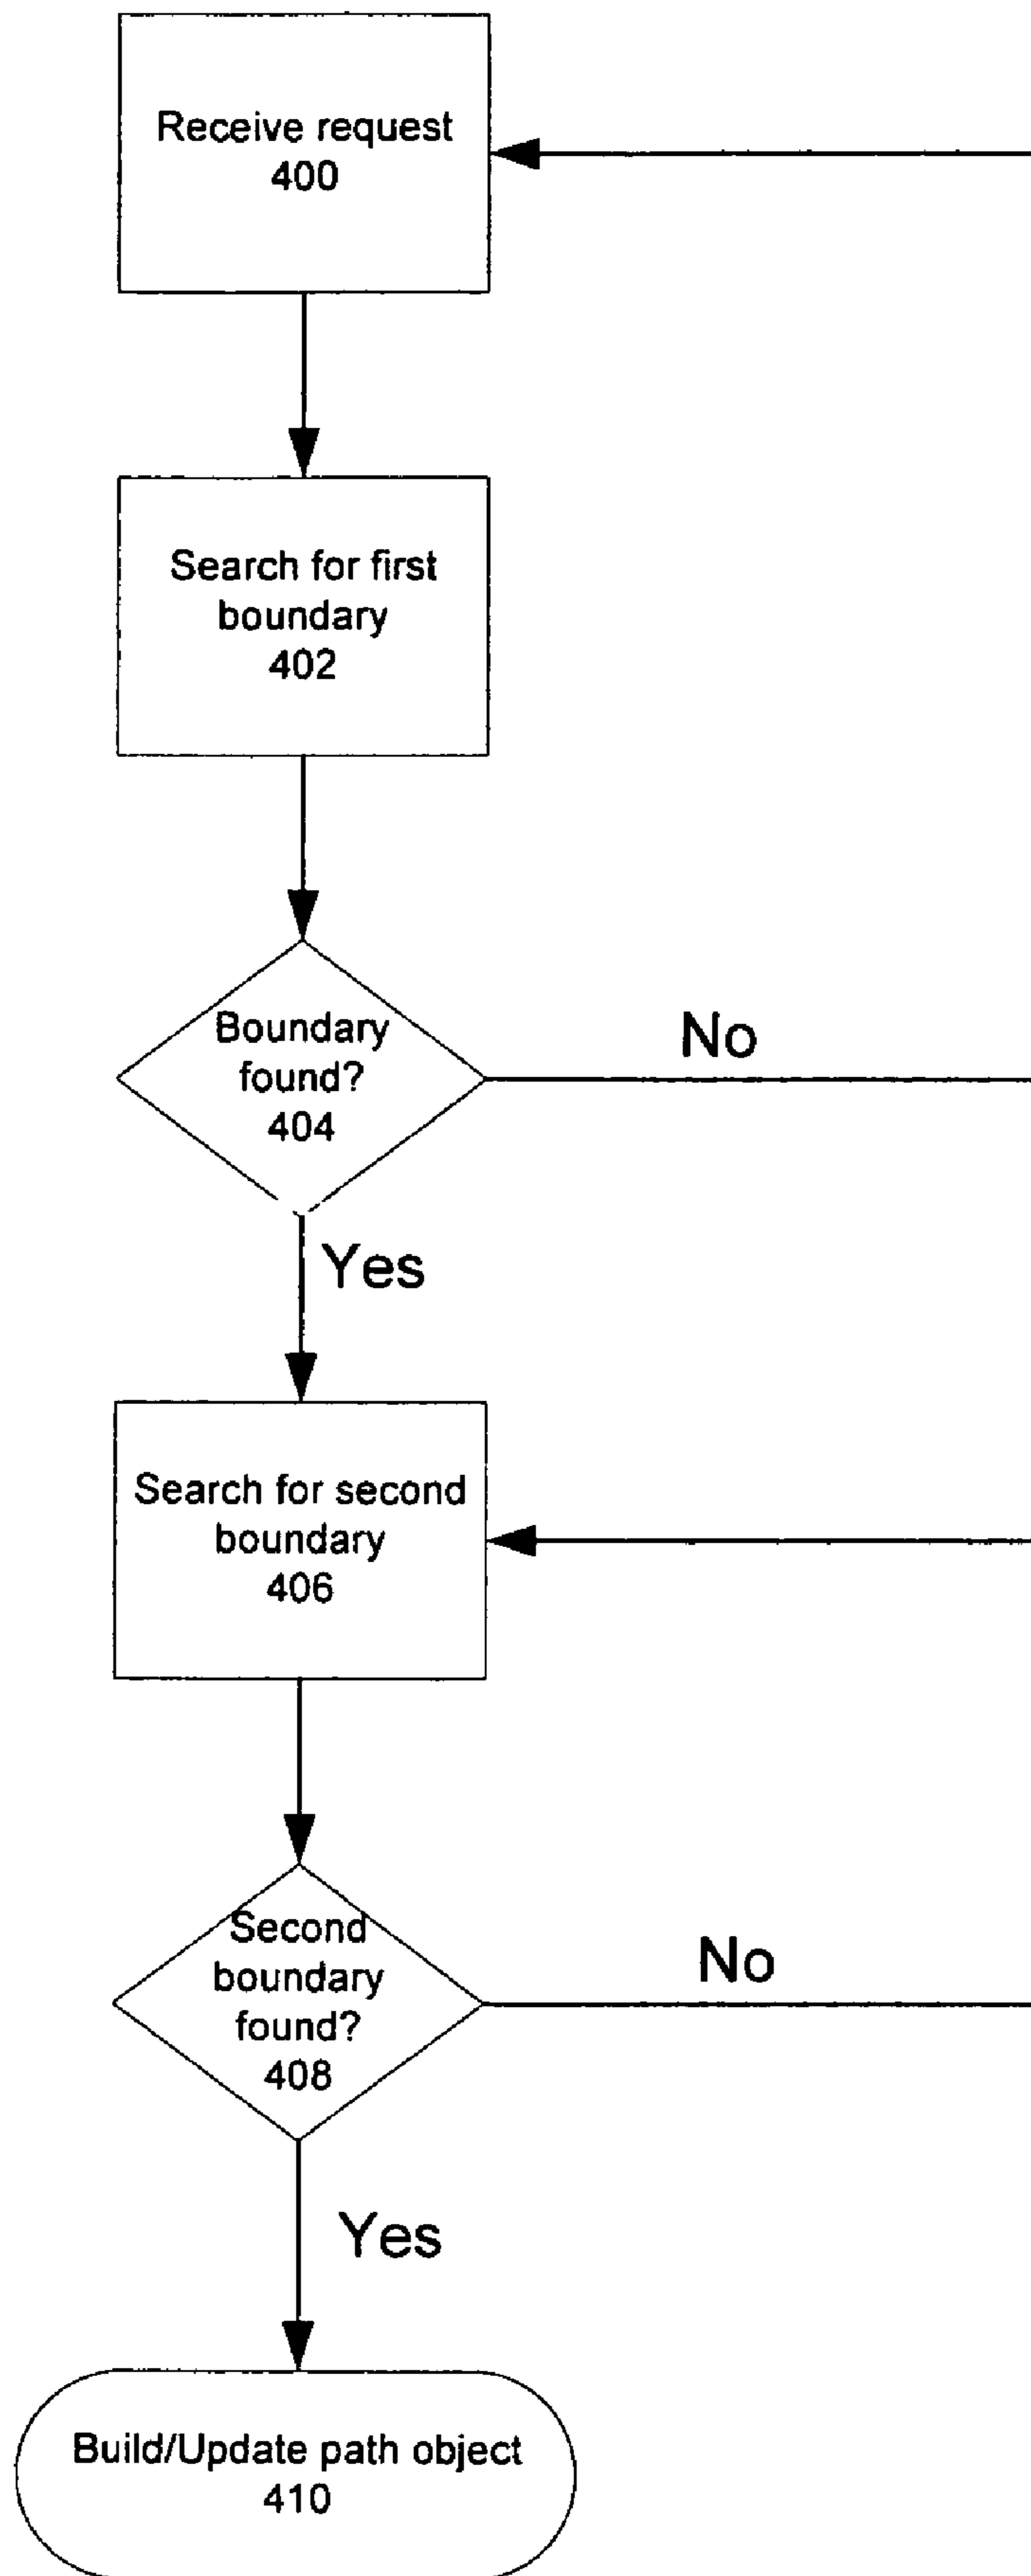 Receive request
400
Search for first
boundary
402
Boundary
found?
404
No
Yes
Search for second
boundary
406
Second
boundary
found?
408
No
Yes
Build/Update path object
410